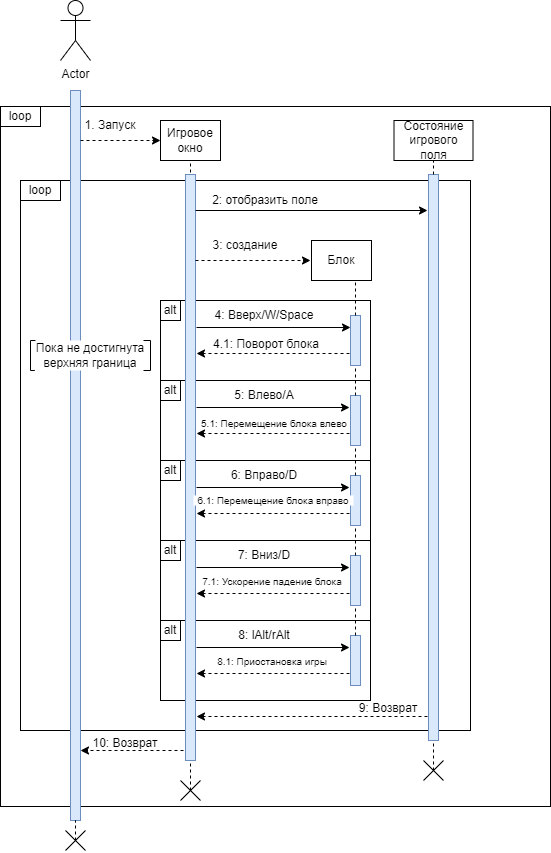 Actor
loop
1. Запуск
Игровое
окно
Состояние
игрового
поля
loop
2: отобразить поле
3: создание
Блок
alt
4: Вверх/W/Space
4.1: Поворот блока
Пока не достигнута
верхняя граница
alt
5: Влево/A
5.1: Перемещение блока влево
alt
6: Вправо/D
6.1: Перемещение блока вправо
alt
7: Вниз/D
7.1: Ускорение падение блока
alt
8: lAlt/rAlt
8.1: Приостановка игры
9: Возврат
10: Возврат